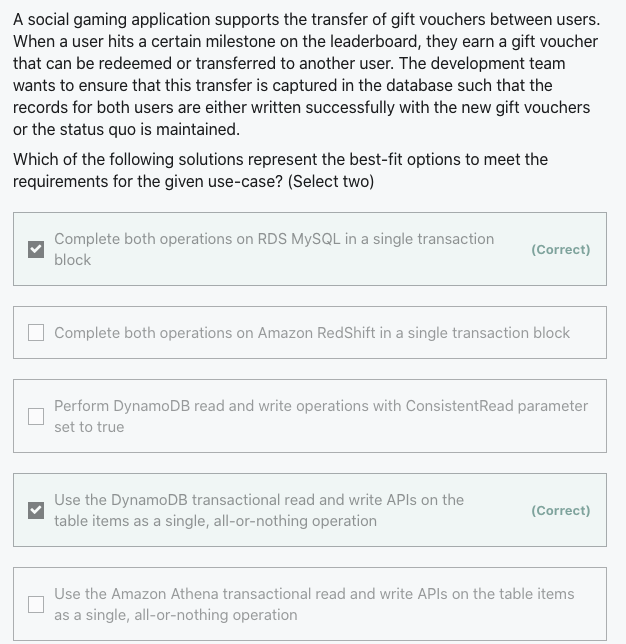 A social gaming application supports the transfer of gift vouchers between users.
When a user hits a certain milestone on the leaderboard, they earn a gift voucher
that can be redeemed or transferred to another user. The development team
wants to ensure that this transfer is captured in the database such that the
records for both users are either written successfully with the new gift vouchers
or the status quo is maintained.
Which of the following solutions represent the best-fit options to meet the
requirements for the given use-case? (Select two)
Complete both operations on RDS MySQL in a single transaction
block
(Correct)
Complete both operations on Amazon RedShift in a single transaction block
Perform DynamoDB read and write operations with ConsistentRead parameter
set to true
Use the DynamoDB transactional read and write APIs on the
table items as a single, all-or-nothing operation
(Correct)
Use the Amazon Athena transactional read and write APIs on the table items
as a single, all-or-nothing operation